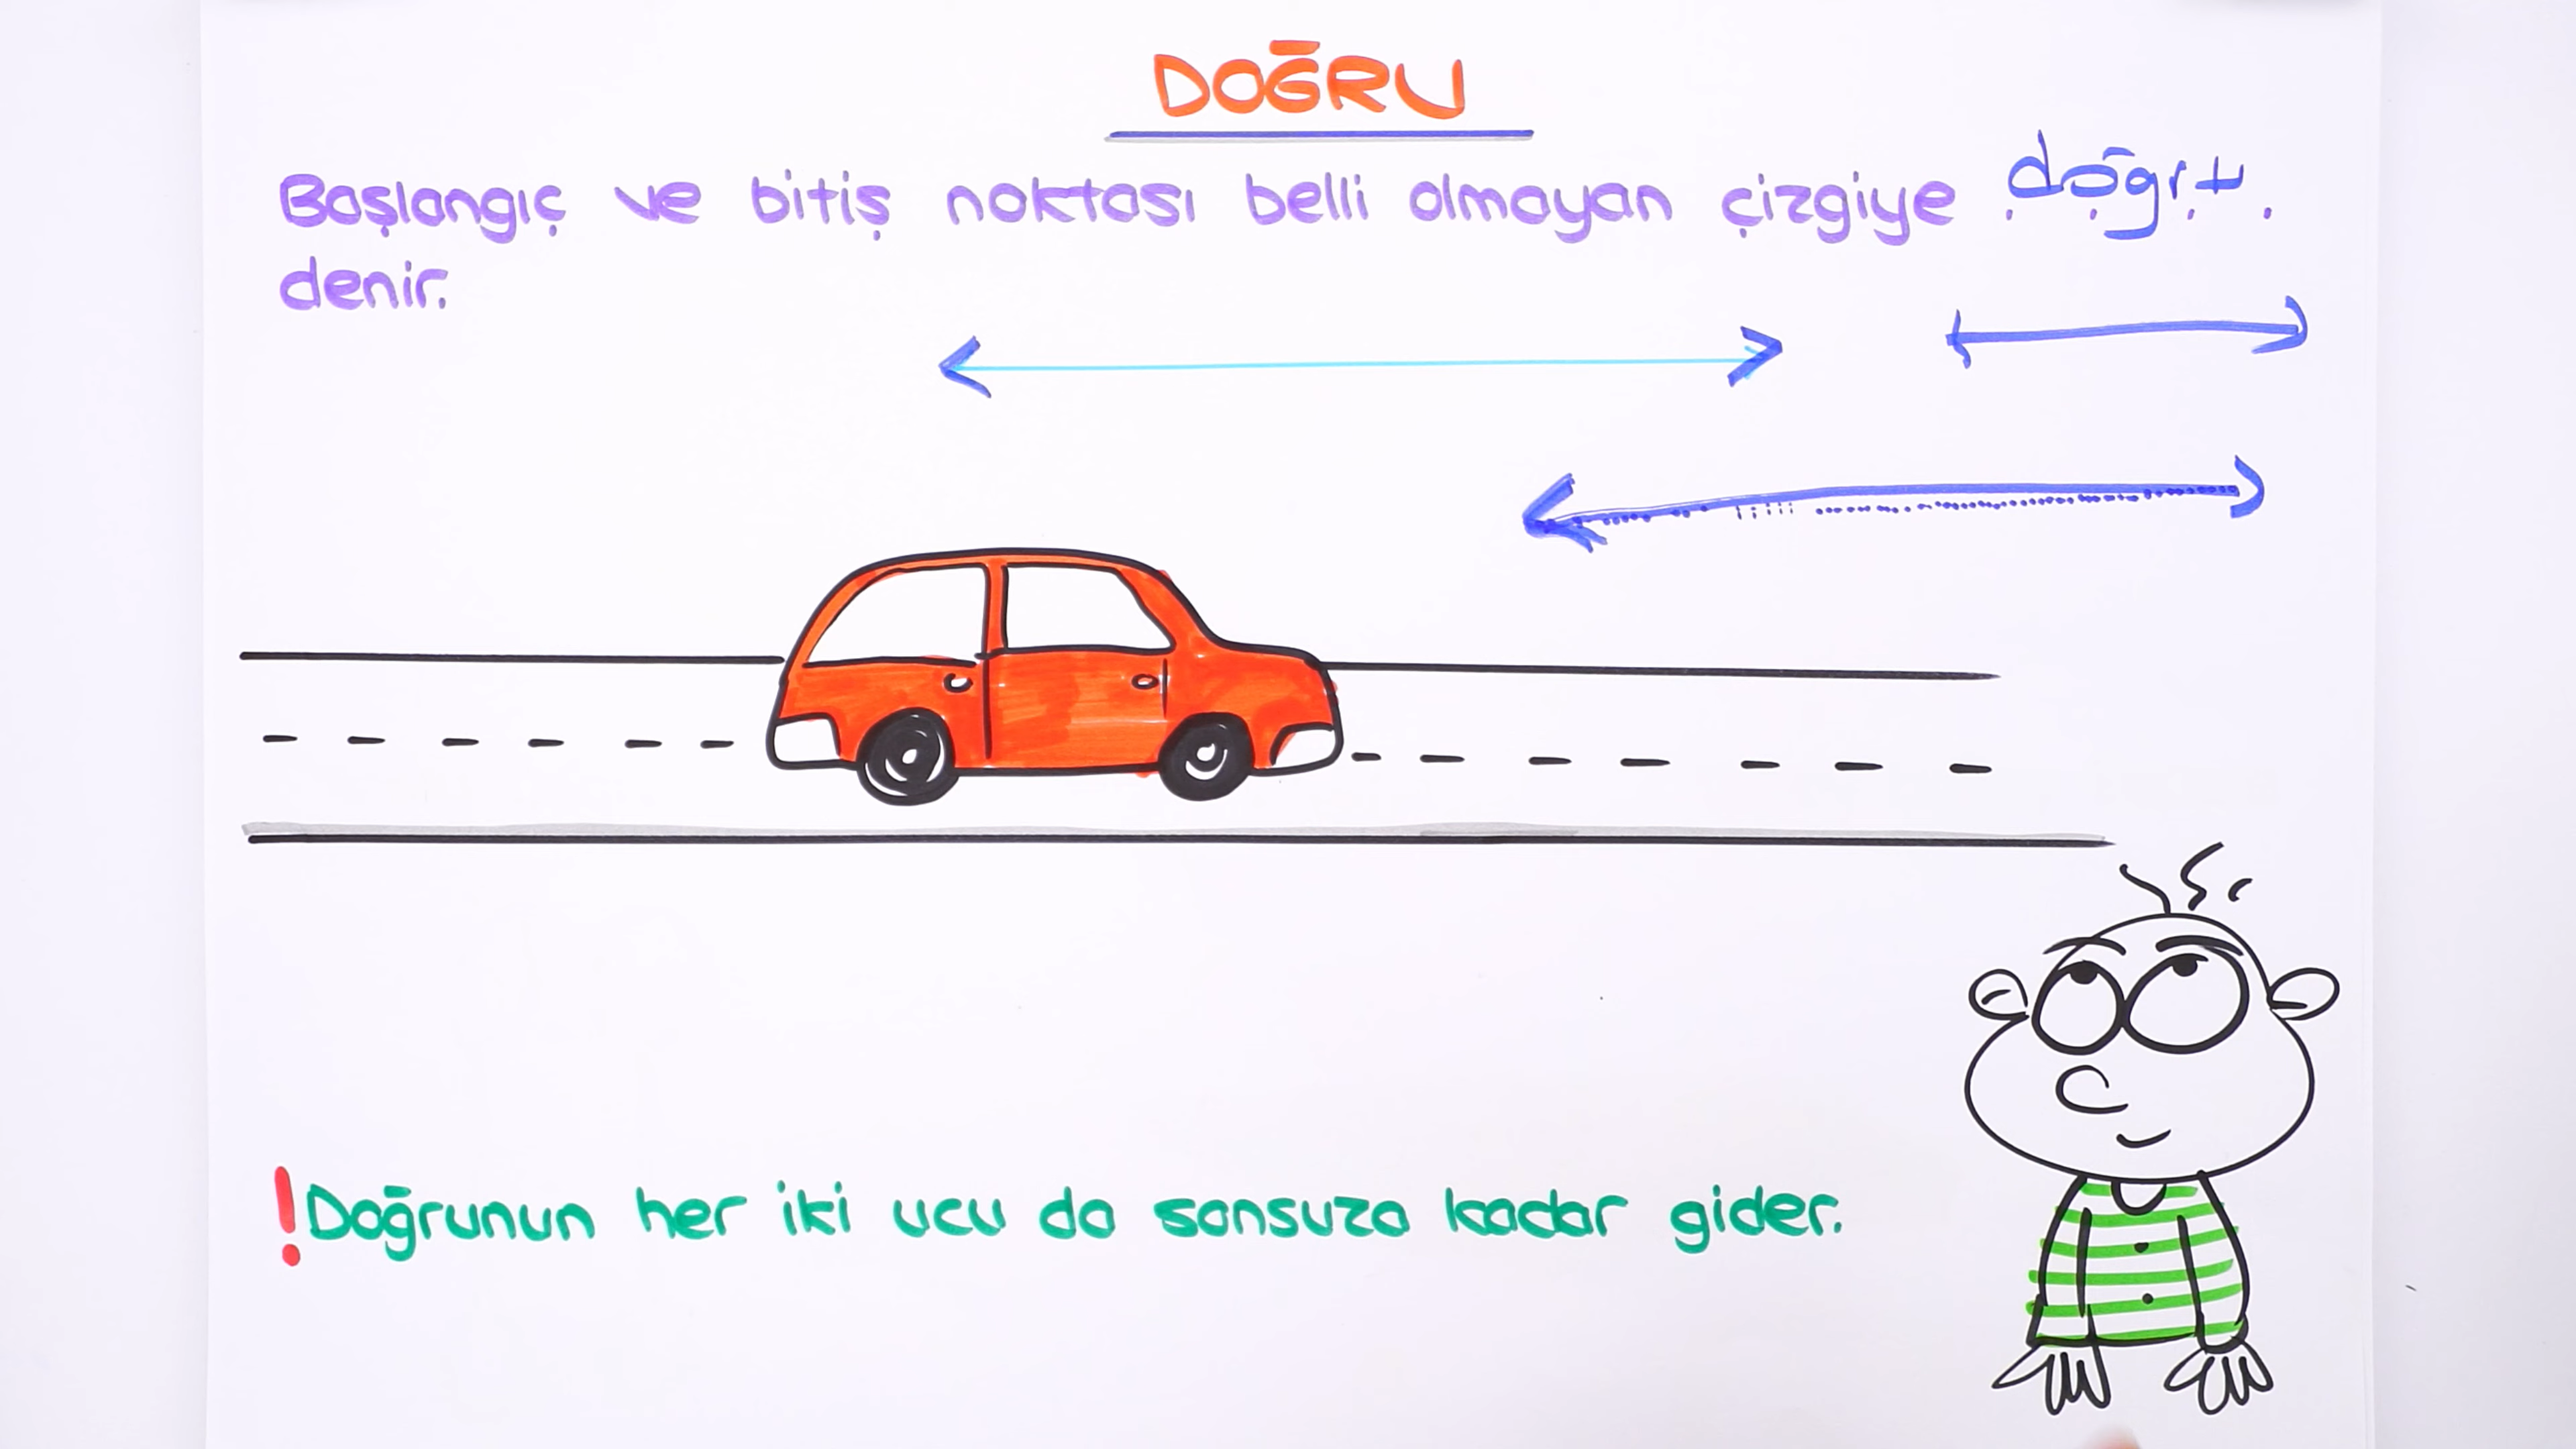 DOĞRU
Başlangıç ve bitiş noktası belli olmayan çizgiye doğru
denir.
!Doğrunun her iki ucu da sonsuza kadar gider.